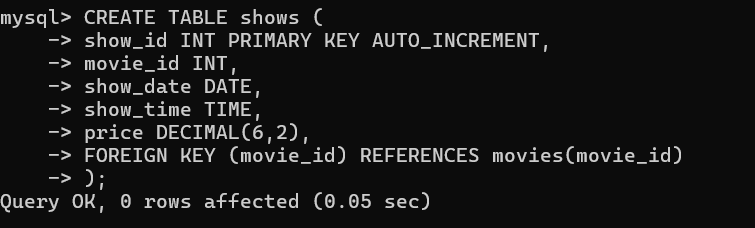 mysql> CREATE TABLE shows (
    -> show_id INT PRIMARY KEY AUTO_INCREMENT,
    -> movie_id INT,
    -> show_date DATE,
    -> show_time TIME,
    -> price DECIMAL(6,2),
    -> FOREIGN KEY (movie_id) REFERENCES movies(movie_id)
    -> );
Query OK, 0 rows affected (0.05 sec)